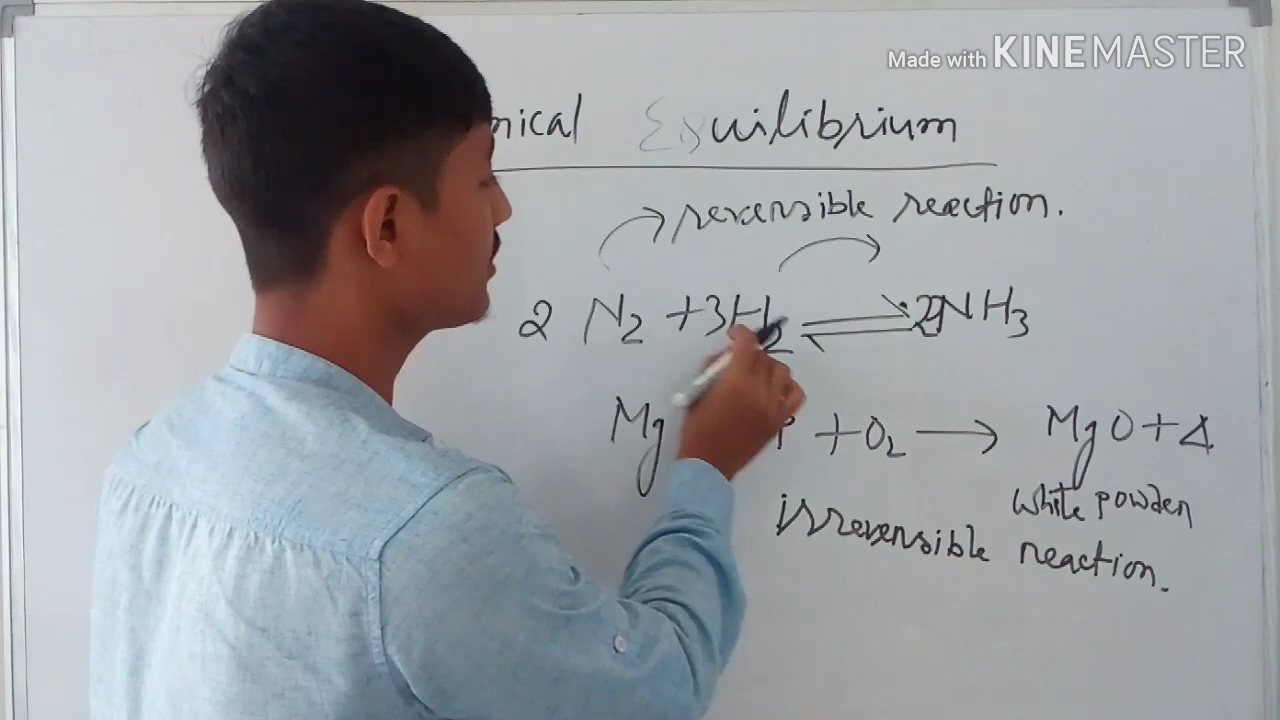 Made with KINEMASTER
mical Equilibrium
reversible reaction.
2 N2 + 3H2 ⇌ 2NH3
Mg + O2 → MgO + Δ
white powder
irreversible reaction.